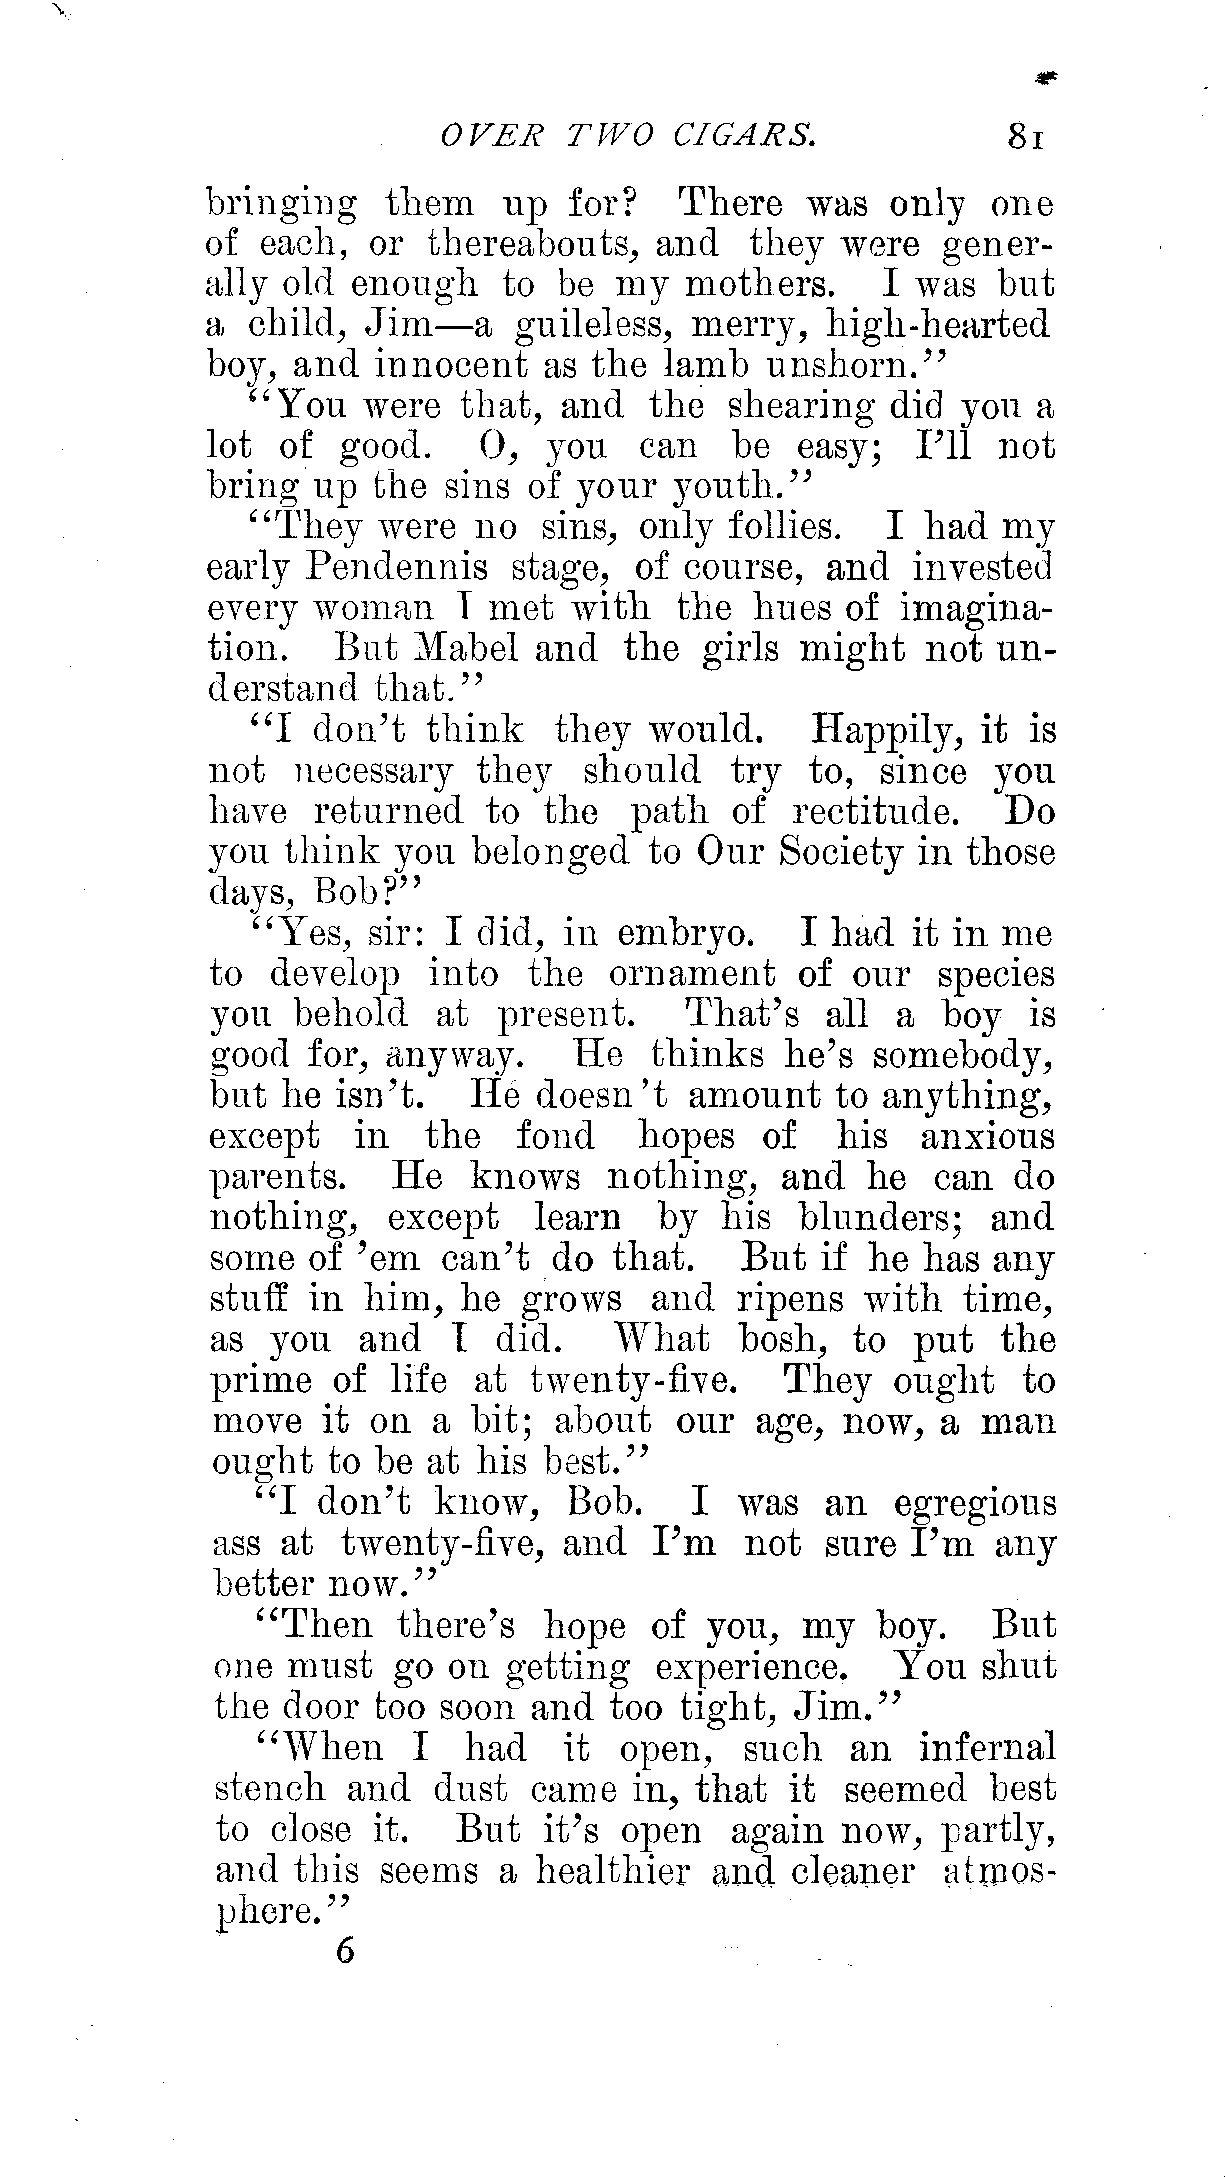 OVER TWO CIGARS. 81
bringing them up for? There was only one
of each, or thereabouts, and they were gener-
ally old enough to be my mothers. I was but
a child, Jim—a guileless, merry, high-hearted
boy, and innocent as the lamb unshorn."
"You were that, and the shearing did you a
lot of good. O, you can be easy; I'll not
bring up the sins of your youth."
"They were no sins, only follies. I had my
early Pendennis stage, of course, and invested
every woman I met with the hues of imagina-
tion. But Mabel and the girls might not un-
derstand that."
"I don't think they would. Happily, it is
not necessary they should try to, since you
have returned to the path of rectitude. Do
you think you belonged to Our Society in those
days, Bob?"
"Yes, sir: I did, in embryo. I had it in me
to develop into the ornament of our species
you behold at present. That's all a boy is
good for, anyway. He thinks he's somebody,
but he isn't. He doesn't amount to anything,
except in the fond hopes of his anxious
parents. He knows nothing, and he can do
nothing, except learn by his blunders; and
some of 'em can't do that. But if he has any
stuff in him, he grows and ripens with time,
as you and I did. What bosh, to put the
prime of life at twenty-five. They ought to
move it on a bit; about our age, now, a man
ought to be at his best."
"I don't know, Bob. I was an egregious
ass at twenty-five, and I'm not sure I'm any
better now."
"Then there's hope of you, my boy. But
one must go on getting experience. You shut
the door too soon and too tight, Jim."
"When I had it open, such an infernal
stench and dust came in, that it seemed best
to close it. But it's open again now, partly,
and this seems a healthier and cleaner atmos-
phere."
6